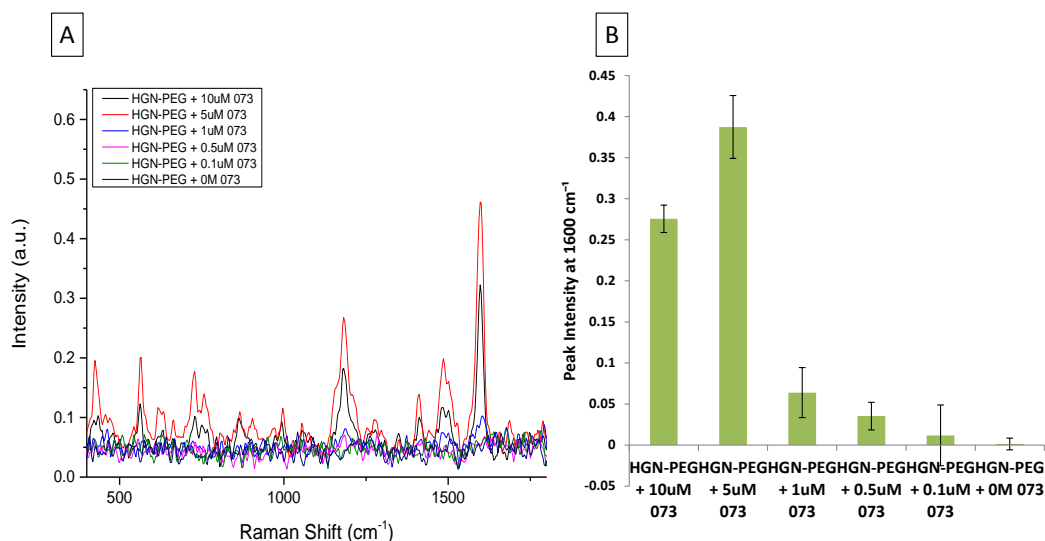 A
HGN-PEG + 10uM 073
HGN-PEG + 5uM 073
HGN-PEG + 1uM 073
HGN-PEG + 0.5uM 073
HGN-PEG + 0.1uM 073
HGN-PEG + 0M 073
0.6
0.5
0.4
0.3
0.2
0.1
0.0
Intensity (a.u.)
500 1000 1500
Raman Shift (cm⁻¹)
B
0.45
0.4
0.35
0.3
0.25
0.2
0.15
0.1
0.05
0
-0.05
Peak Intensity at 1600 cm⁻¹
HGN-PEG HGN-PEG HGN-PEG HGN-PEG HGN-PEG HGN-PEG
+ 10uM + 5uM + 1uM + 0.5uM + 0.1uM + 0M 073
073 073 073 073 073